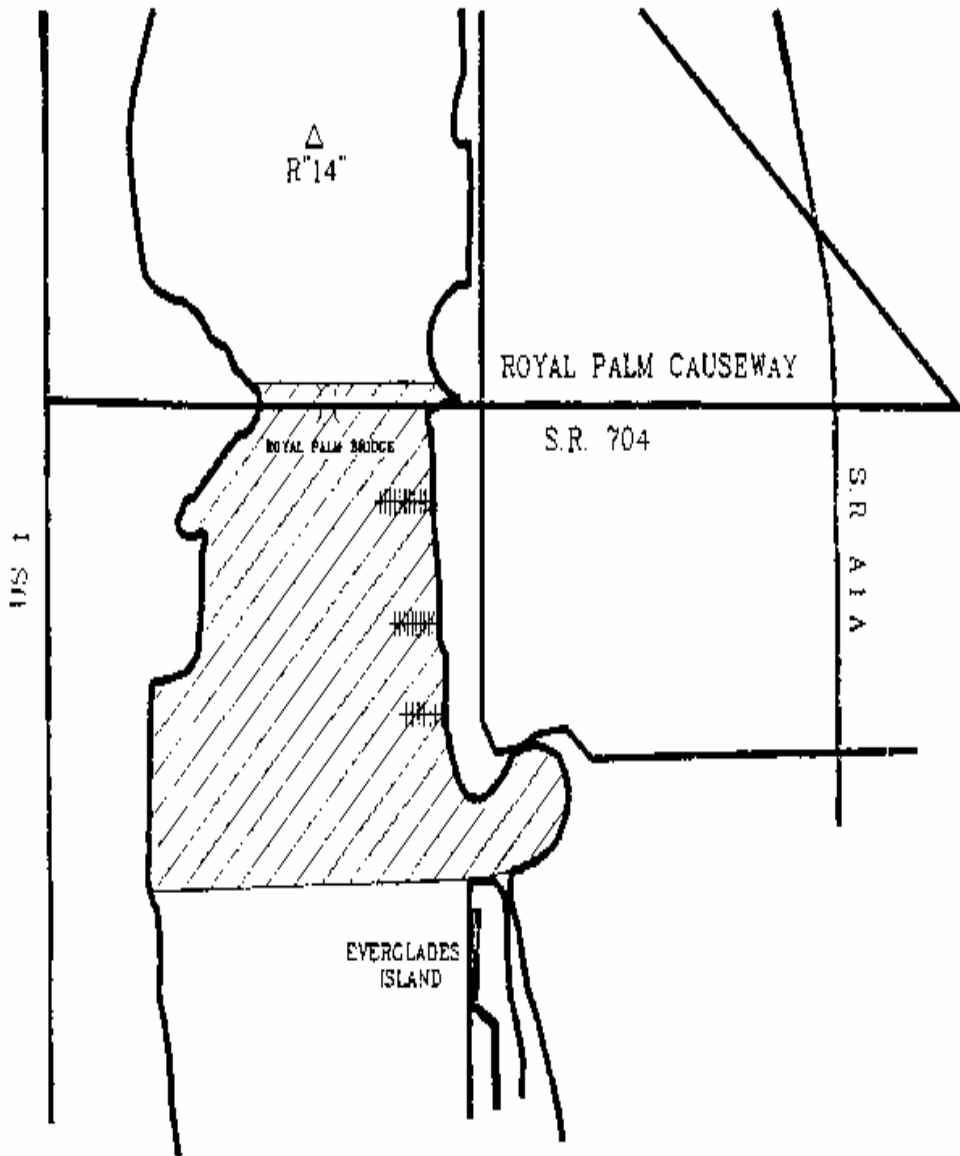 R"14"
ROYAL PALM CAUSEWAY
S.R. 704
ROYAL PALM BRIDGE
S.R A1A
US 1
EVERGLADES
ISLAND